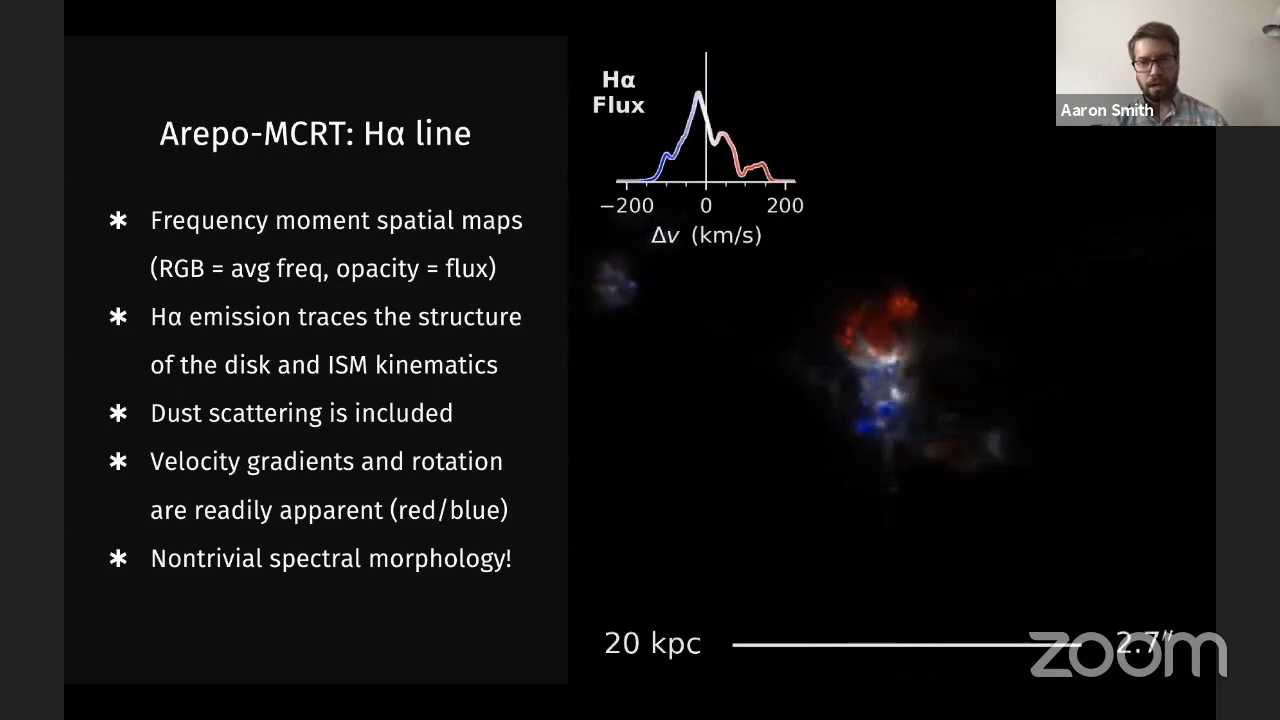 Aaron Smith
Arepo-MCRT: Hα line
* Frequency moment spatial maps
(RGB = avg freq, opacity = flux)
* Hα emission traces the structure
of the disk and ISM kinematics
* Dust scattering is included
* Velocity gradients and rotation
are readily apparent (red/blue)
* Nontrivial spectral morphology!
Hα
Flux
−200 0 200
Δv (km/s)
20 kpc 2.7″
zoom